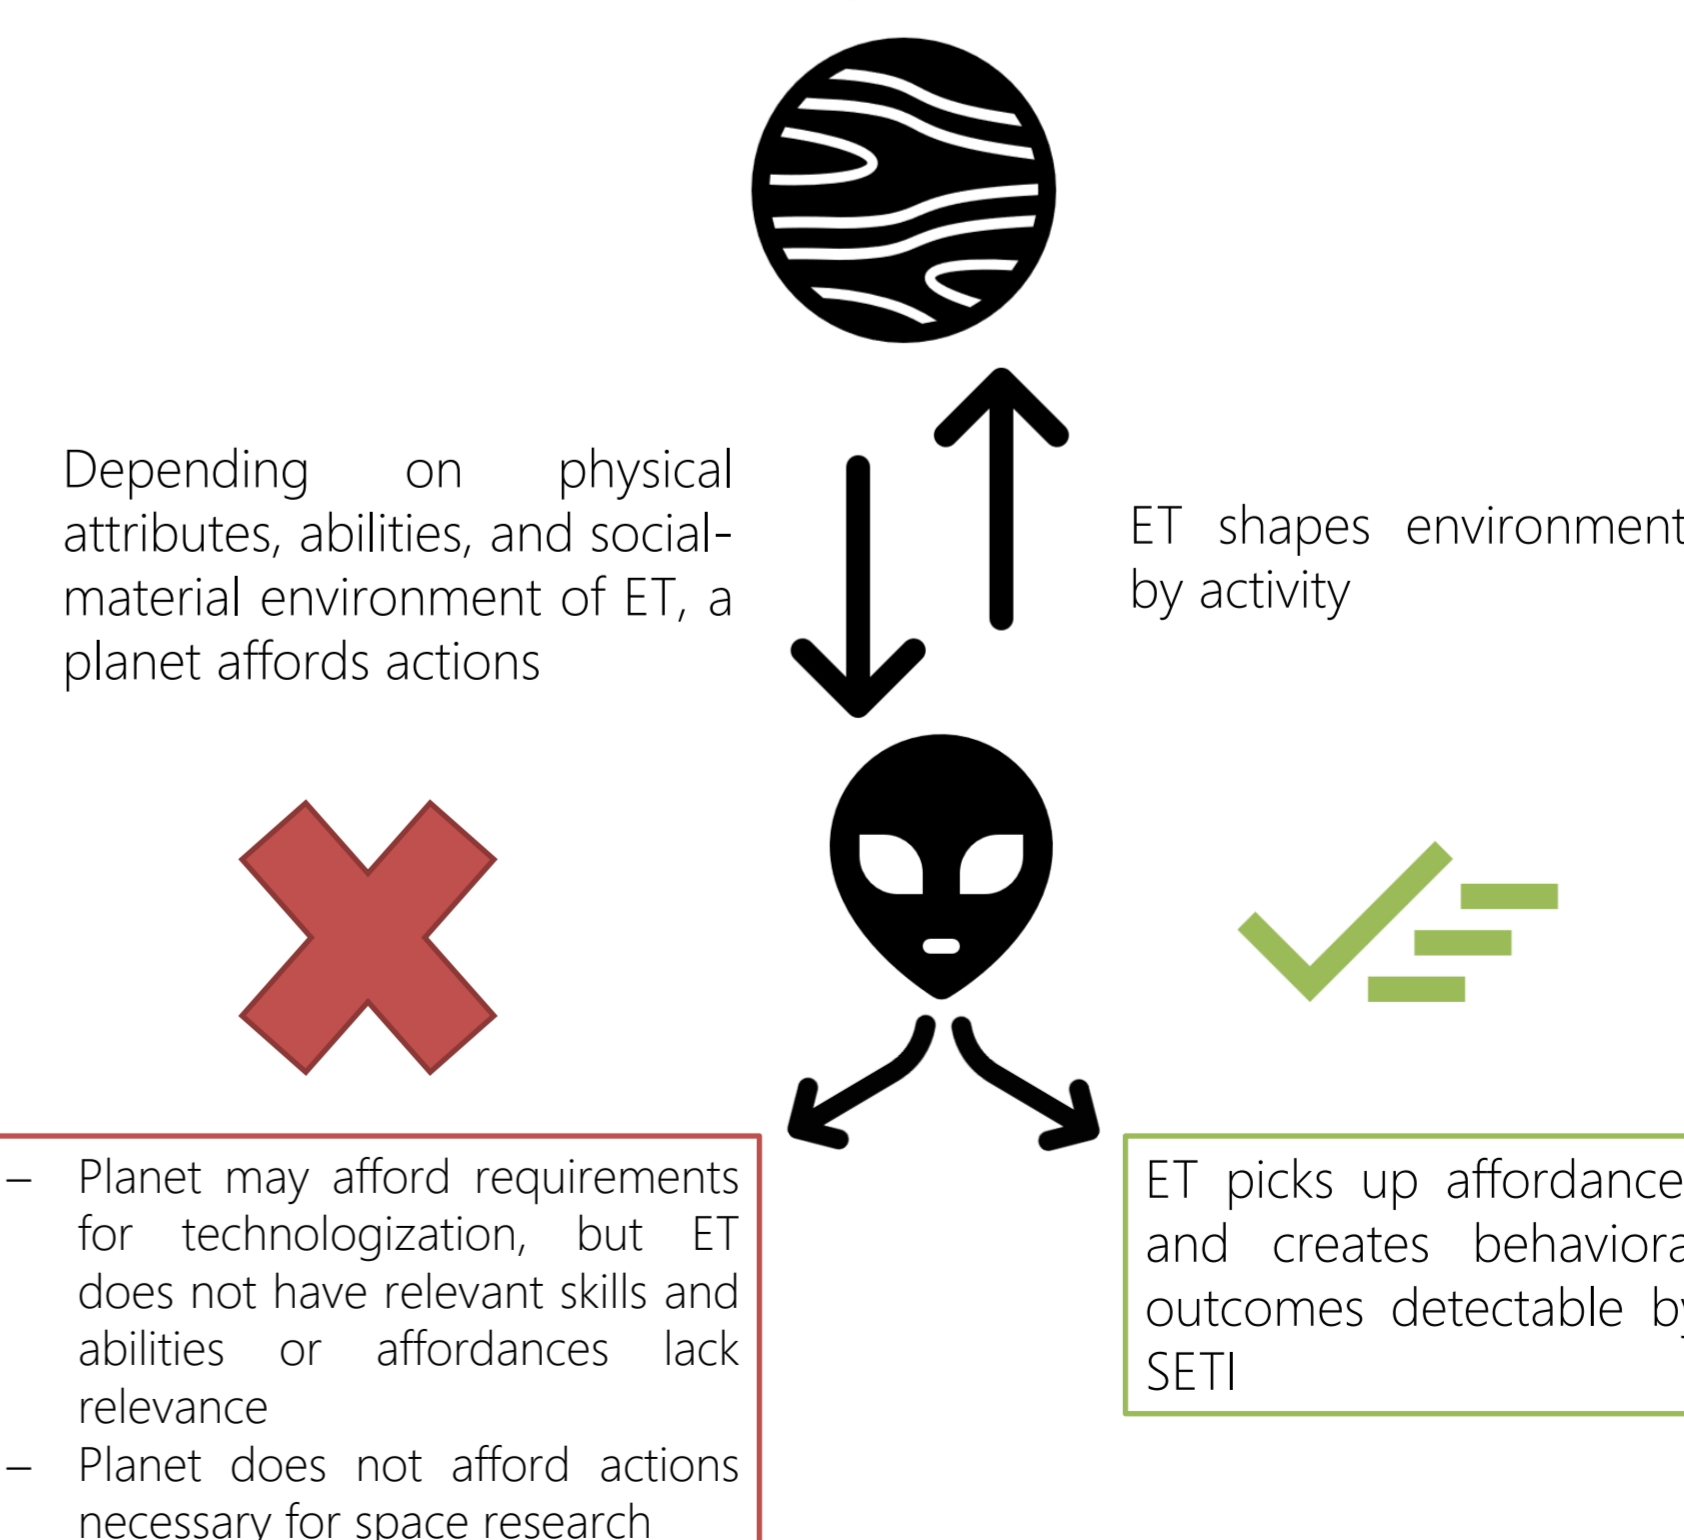 Depending on physical
attributes, abilities, and social-
material environment of ET, a
planet affords actions
ET shapes environment
by activity
– Planet may afford requirements
for technologization, but ET
does not have relevant skills and
abilities or affordances lack
relevance
– Planet does not afford actions
necessary for space research
ET picks up affordance
and creates behaviora
outcomes detectable by
SETI